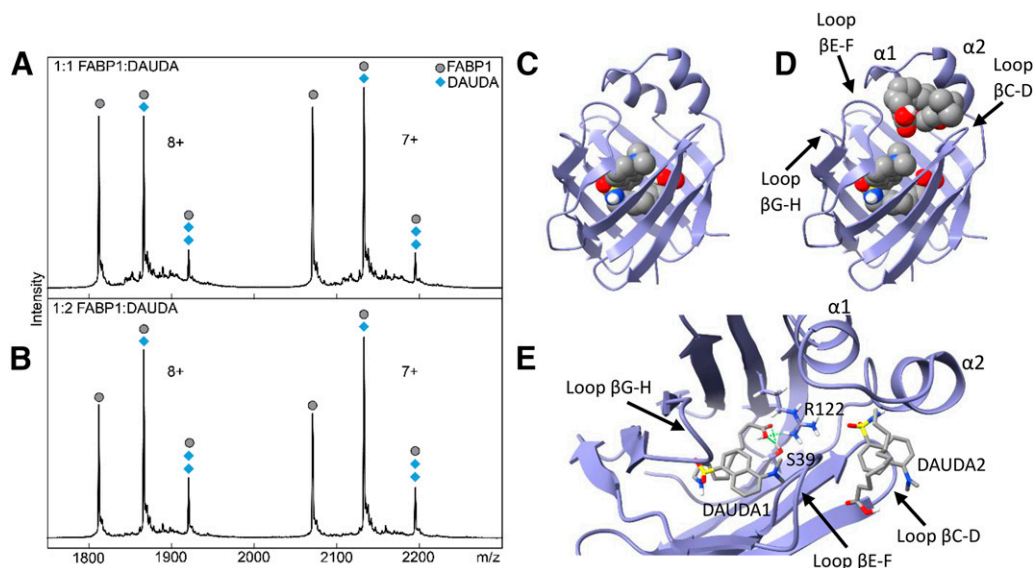 A
1:1 FABP1:DAUDA
FABP1
DAUDA
8+
7+
Intensity
B
1:2 FABP1:DAUDA
8+
7+
1800
1900
2000
2100
2200
m/z
C
D
Loop
βE-F
α1
α2
Loop
βC-D
Loop
βG-H
E
α1
α2
Loop βG-H
R122
S39
DAUDA1
DAUDA2
Loop βC-D
Loop βE-F